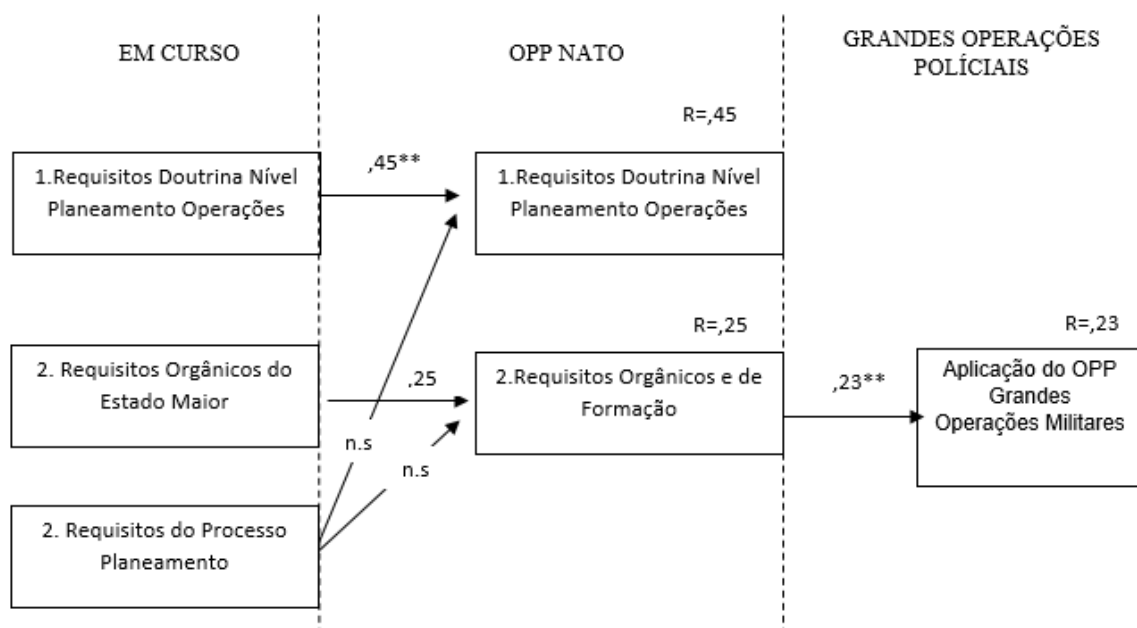 EM CURSO
OPP NATO
GRANDES OPERAÇÕES
POLÍCIAIS
R=,45
,45**
1.Requisitos Doutrina Nível
Planeamento Operações
1.Requisitos Doutrina Nível
Planeamento Operações
R=,25
R=,23
2. Requisitos Orgânicos do
Estado Maior
,25
2.Requisitos Orgânicos e de
Formação
,23**
Aplicação do OPP
Grandes
Operações Militares
n.s
n.s
2. Requisitos do Processo
Planeamento